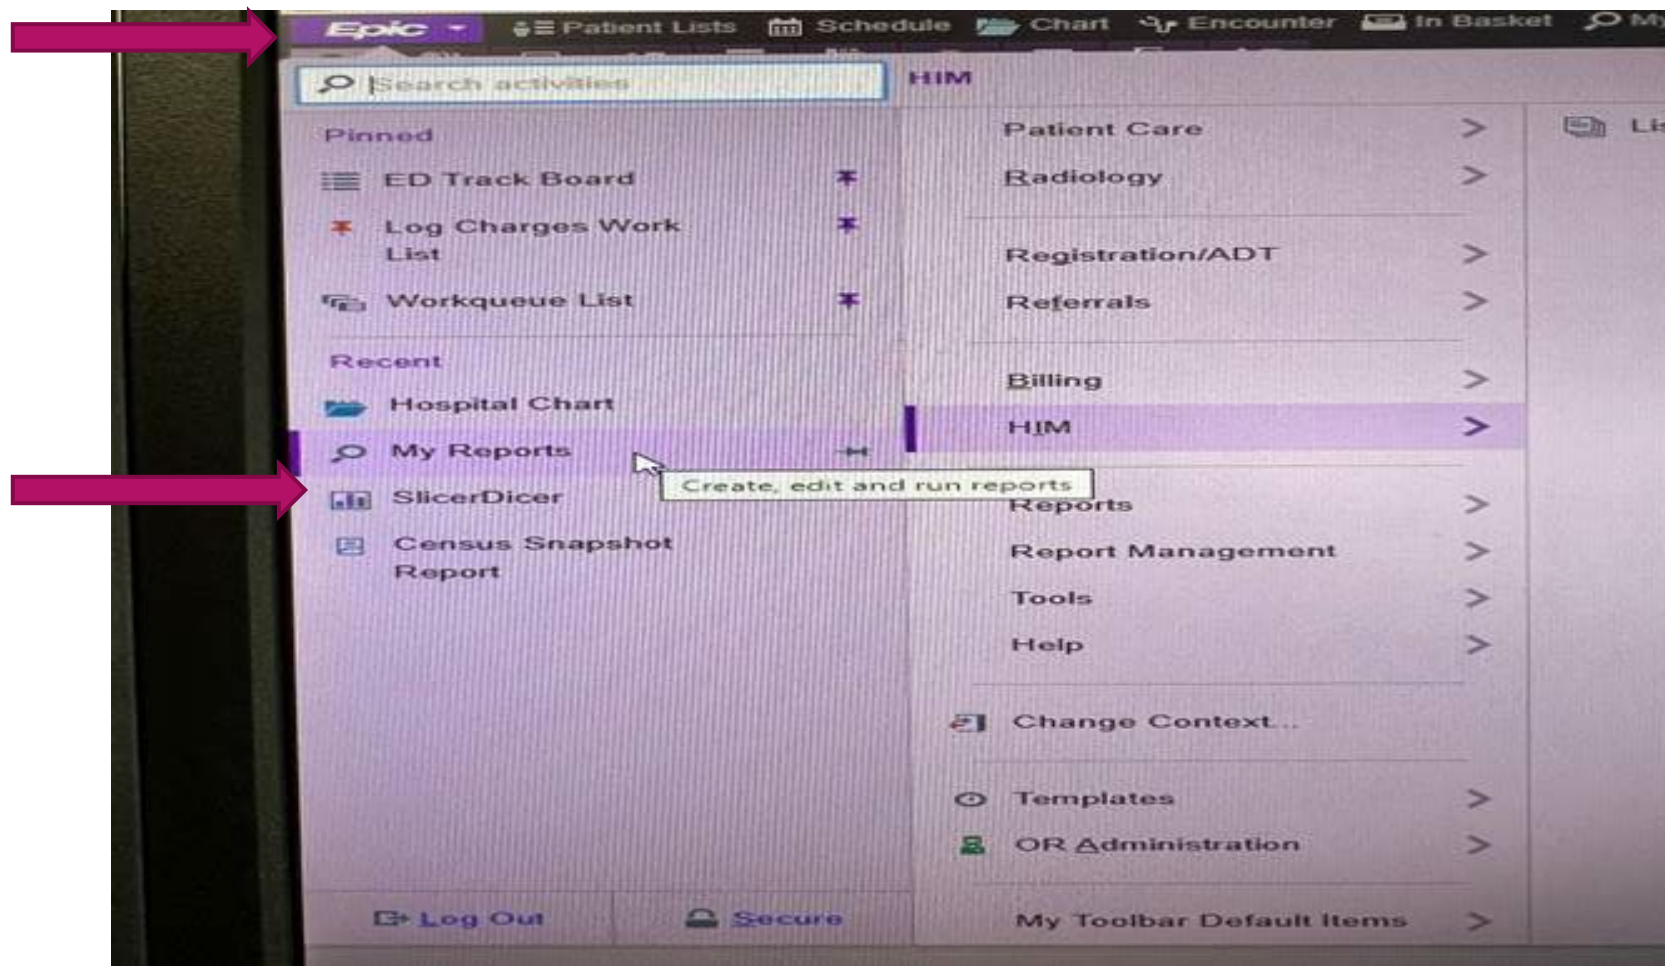 Epic
Patient Lists
Schedule
Chart
Encounter
In Basket
My
Search activities
HIM
Pinned
ED Track Board
Log Charges Work
List
Workqueue List
Recent
Hospital Chart
My Reports
SlicerDicer
Census Snapshot
Report
Create, edit and run reports
Patient Care
Radiology
Registration/ADT
Referrals
Billing
HIM
Reports
Report Management
Tools
Help
Change Context...
Templates
OR Administration
My Toolbar Default Items
Lis
Log Out
Secure